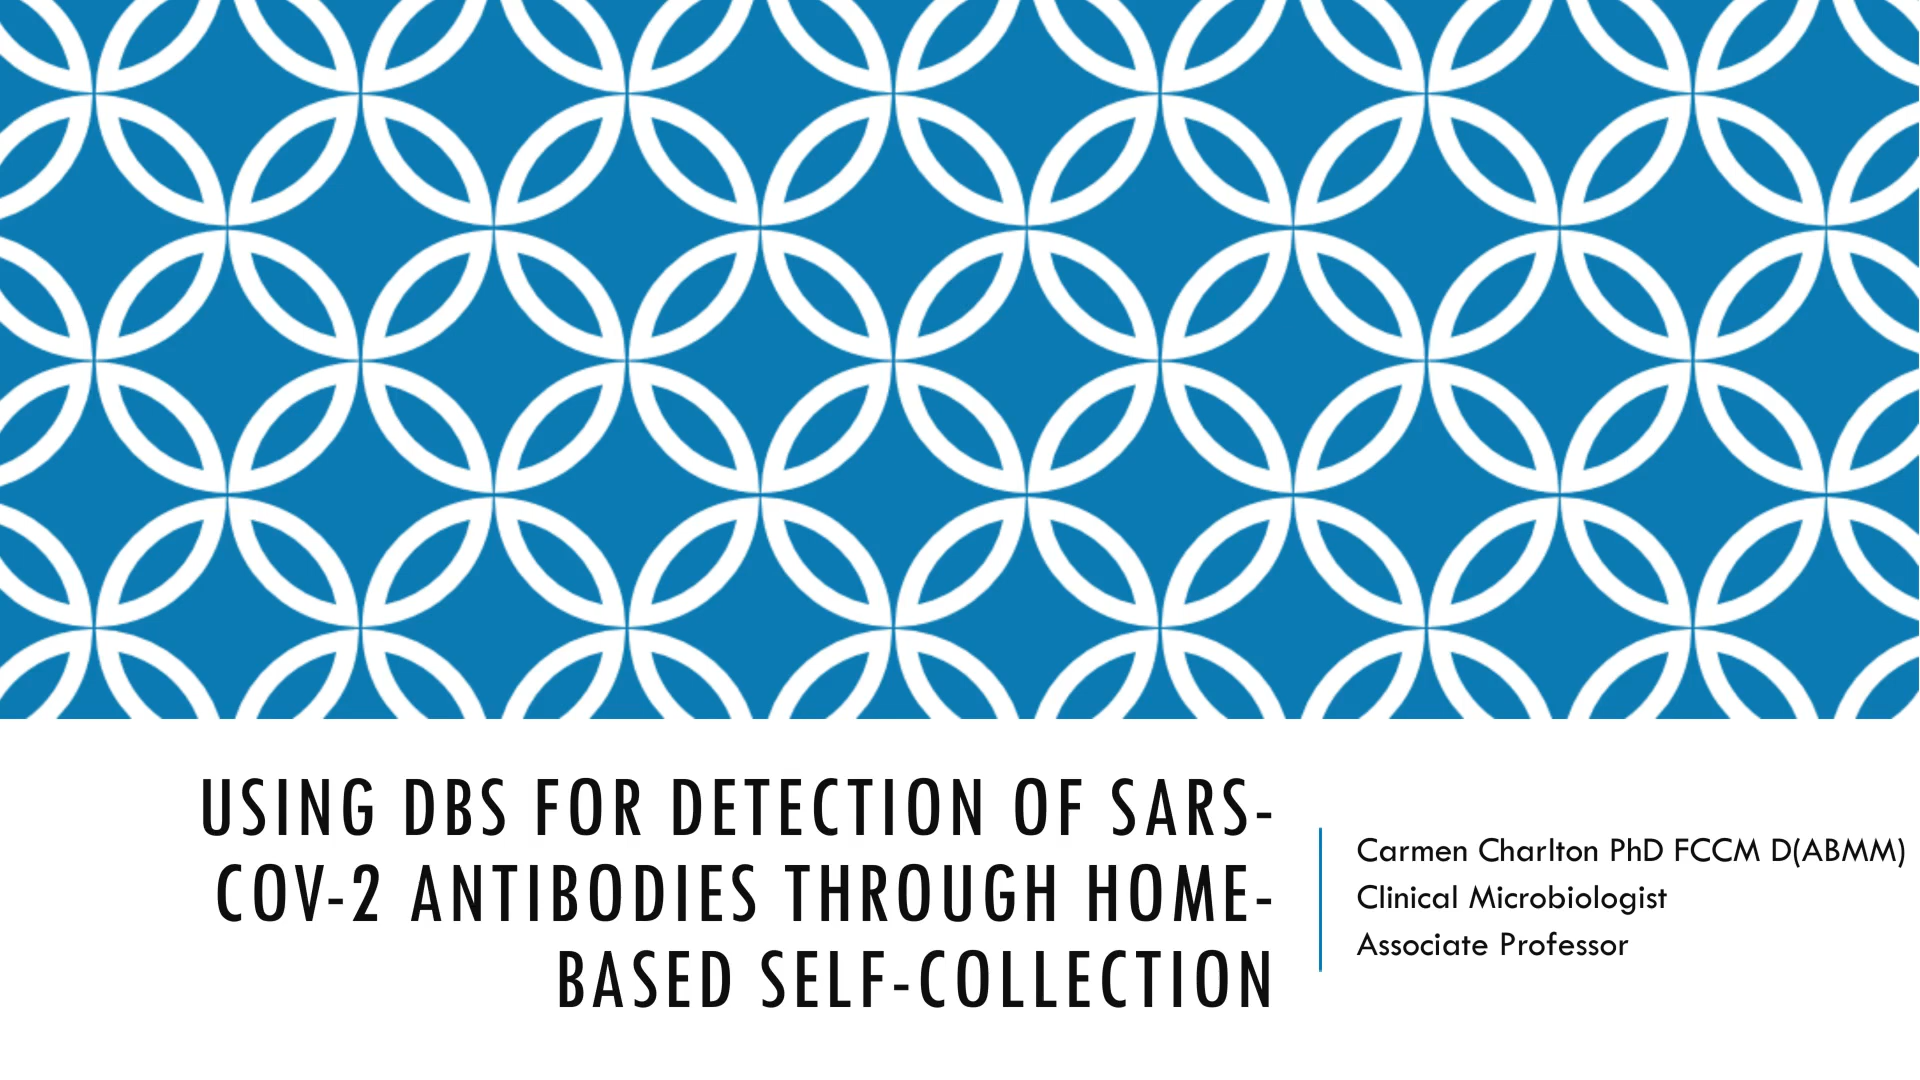 USING DBS FOR DETECTION OF SARS-
COV-2 ANTIBODIES THROUGH HOME-
BASED SELF-COLLECTION
Carmen Charlton PhD FCCM D(ABMM)
Clinical Microbiologist
Associate Professor